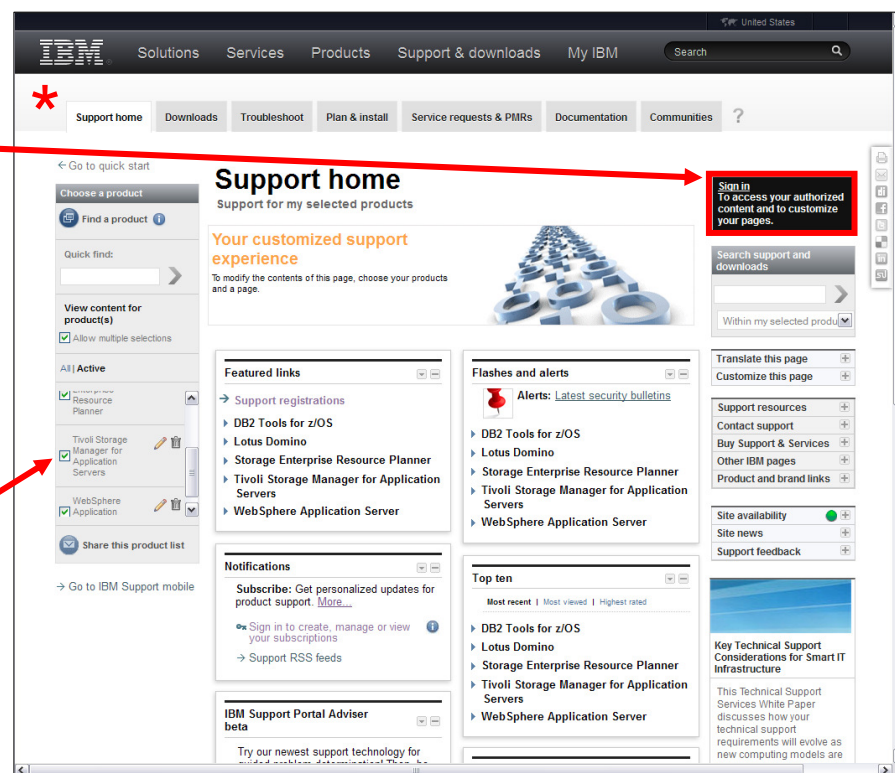 United States
IBM
Solutions Services Products Support & downloads My IBM Search
*
Support home Downloads Troubleshoot Plan & install Service requests & PMRs Documentation Communities ?
← Go to quick start
Choose a product
Find a product
Quick find:
View content for
product(s)
Allow multiple selections
All | Active
Resource
Planner
Tivoli Storage
Manager for
Application
Servers
WebSphere
Application
Share this product list
→ Go to IBM Support mobile
Support home
Support for my selected products
Your customized support
experience
To modify the contents of this page, choose your products
and a page.
Featured links
→ Support registrations
DB2 Tools for z/OS
Lotus Domino
Storage Enterprise Resource Planner
Tivoli Storage Manager for Application
Servers
WebSphere Application Server
Notifications
Subscribe: Get personalized updates for
product support. More...
Sign in to create, manage or view
your subscriptions
→ Support RSS feeds
IBM Support Portal Adviser
beta
Try our newest support technology for
Flashes and alerts
Alerts: Latest security bulletins
DB2 Tools for z/OS
Lotus Domino
Storage Enterprise Resource Planner
Tivoli Storage Manager for Application
Servers
WebSphere Application Server
Top ten
Most recent | Most viewed | Highest rated
DB2 Tools for z/OS
Lotus Domino
Storage Enterprise Resource Planner
Tivoli Storage Manager for Application
Servers
WebSphere Application Server
Sign in
To access your authorized
content and to customize
your pages.
Search support and
downloads
Within my selected produ
Translate this page
Customize this page
Support resources
Contact support
Buy Support & Services
Other IBM pages
Product and brand links
Site availability
Site news
Support feedback
Key Technical Support
Considerations for Smart IT
Infrastructure
This Technical Support
Services White Paper
discusses how your
technical support
requirements will evolve as
new computing models are